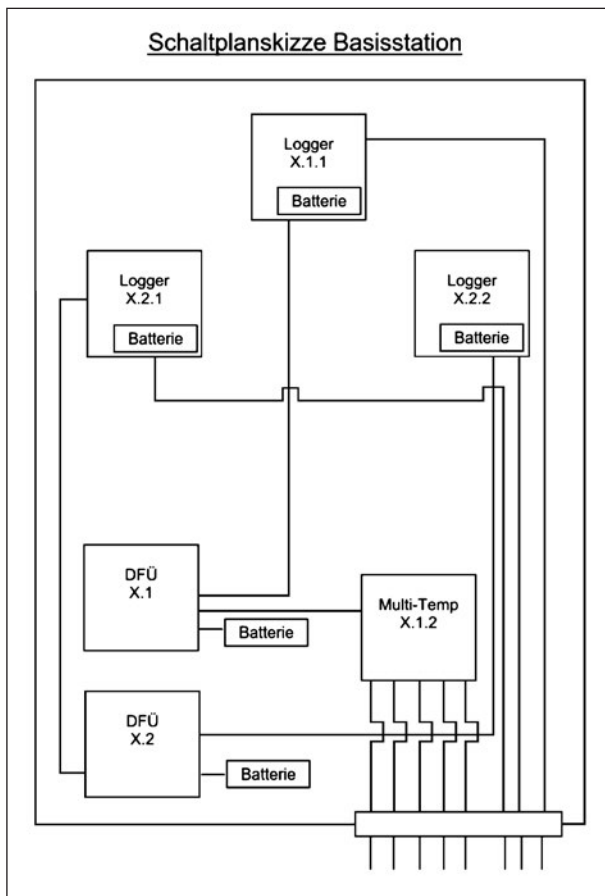 Schaltplanskizze Basisstation
Logger
X.1.1
Batterie
Logger
X.2.1
Batterie
Logger
X.2.2
Batterie
DFÜ
X.1
Batterie
Multi-Temp
X.1.2
DFÜ
X.2
Batterie